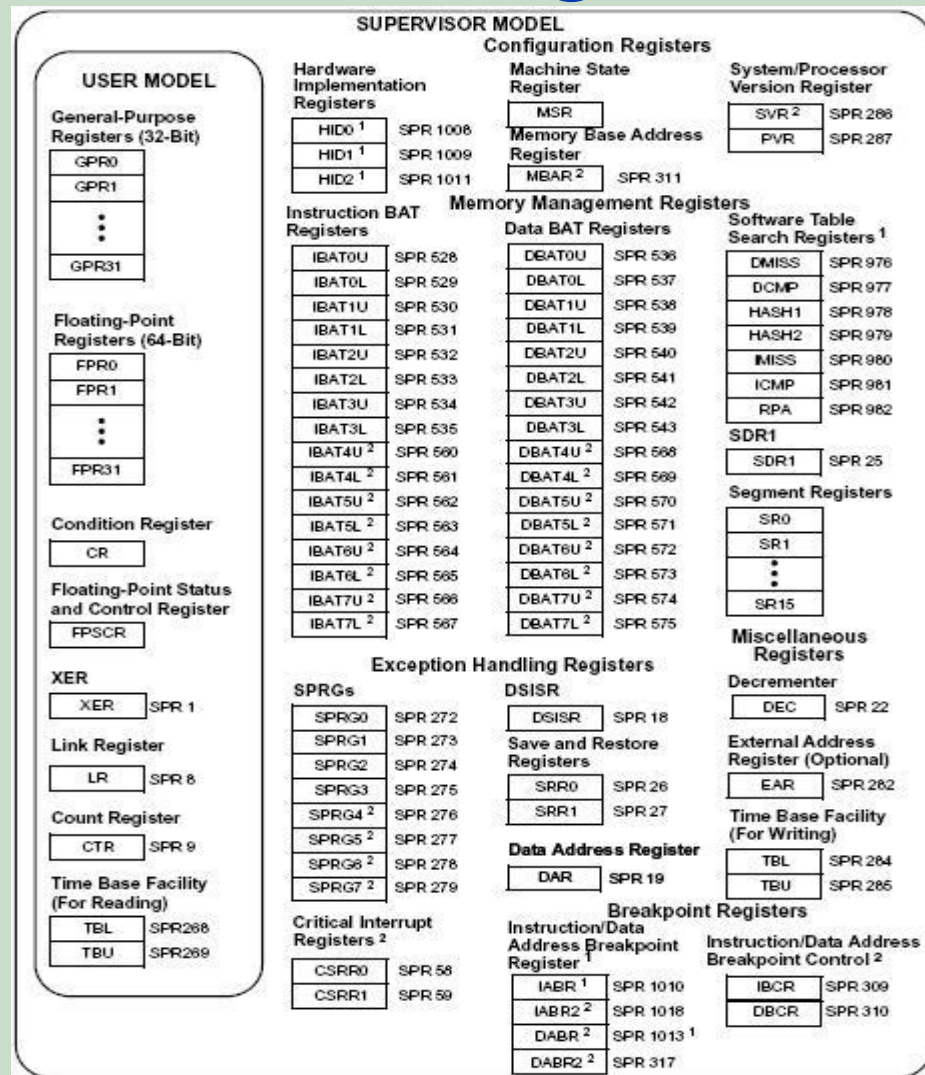 SUPERVISOR MODEL
USER MODEL
General-Purpose
Registers (32-Bit)
GPR0
GPR1
GPR31
Floating-Point
Registers (64-Bit)
FPR0
FPR1
FPR31
Condition Register
CR
Floating-Point Status
and Control Register
FPSCR
XER
XER SPR 1
Link Register
LR SPR 8
Count Register
CTR SPR 9
Time Base Facility
(For Reading)
TBL SPR268
TBU SPR269
Configuration Registers
Hardware
Implementation
Registers
HID0 1 SPR 1008
HID1 1 SPR 1009
HID2 1 SPR 1011
Machine State
Register
MSR
Memory Base Address
Register
MBAR 2 SPR 311
System/Processor
Version Register
SVR 2 SPR 286
PVR SPR 287
Memory Management Registers
Instruction BAT
Registers
IBAT0U SPR 528
IBAT0L SPR 529
IBAT1U SPR 530
IBAT1L SPR 531
IBAT2U SPR 532
IBAT2L SPR 533
IBAT3U SPR 534
IBAT3L SPR 535
IBAT4U 2 SPR 560
IBAT4L 2 SPR 561
IBAT5U 2 SPR 562
IBAT5L 2 SPR 563
IBAT6U 2 SPR 564
IBAT6L 2 SPR 565
IBAT7U 2 SPR 566
IBAT7L 2 SPR 567
Data BAT Registers
DBAT0U SPR 536
DBAT0L SPR 537
DBAT1U SPR 538
DBAT1L SPR 539
DBAT2U SPR 540
DBAT2L SPR 541
DBAT3U SPR 542
DBAT3L SPR 543
DBAT4U 2 SPR 568
DBAT4L 2 SPR 569
DBAT5U 2 SPR 570
DBAT5L 2 SPR 571
DBAT6U 2 SPR 572
DBAT6L 2 SPR 573
DBAT7U 2 SPR 574
DBAT7L 2 SPR 575
Software Table
Search Registers 1
DMISS SPR 976
DCMP SPR 977
HASH1 SPR 978
HASH2 SPR 979
IMISS SPR 980
ICMP SPR 981
RPA SPR 982
SDR1
SDR1 SPR 25
Segment Registers
SR0
SR1
SR15
Exception Handling Registers
SPRGs
SPRG0 SPR 272
SPRG1 SPR 273
SPRG2 SPR 274
SPRG3 SPR 275
SPRG4 2 SPR 276
SPRG5 2 SPR 277
SPRG6 2 SPR 278
SPRG7 2 SPR 279
Critical Interrupt
Registers 2
CSRR0 SPR 58
CSRR1 SPR 59
DSISR
DSISR SPR 18
Save and Restore
Registers
SRR0 SPR 26
SRR1 SPR 27
Data Address Register
DAR SPR 19
Miscellaneous
Registers
Decrementer
DEC SPR 22
External Address
Register (Optional)
EAR SPR 282
Time Base Facility
(For Writing)
TBL SPR 284
TBU SPR 285
Breakpoint Registers
Instruction/Data
Address Breakpoint
Register 1
IABR 1 SPR 1010
IABR2 2 SPR 1018
DABR 2 SPR 1013 1
DABR2 2 SPR 317
Instruction/Data Address
Breakpoint Control 2
IBCR SPR 309
DBCR SPR 310